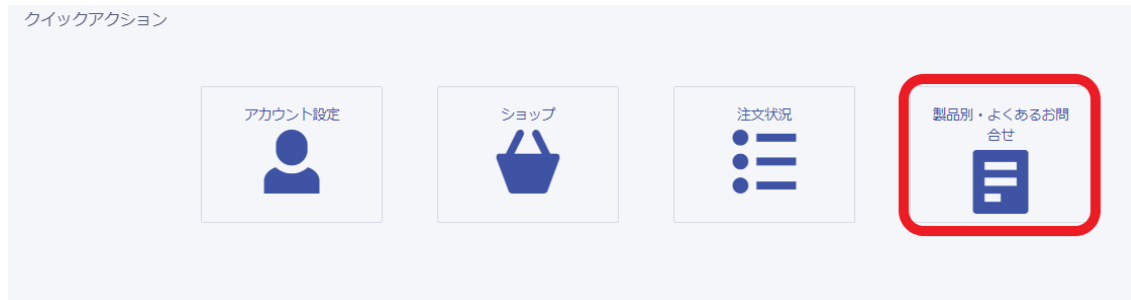 クイックアクション
アカウント設定
ショップ
注文状況
製品別・よくあるお問
合せ